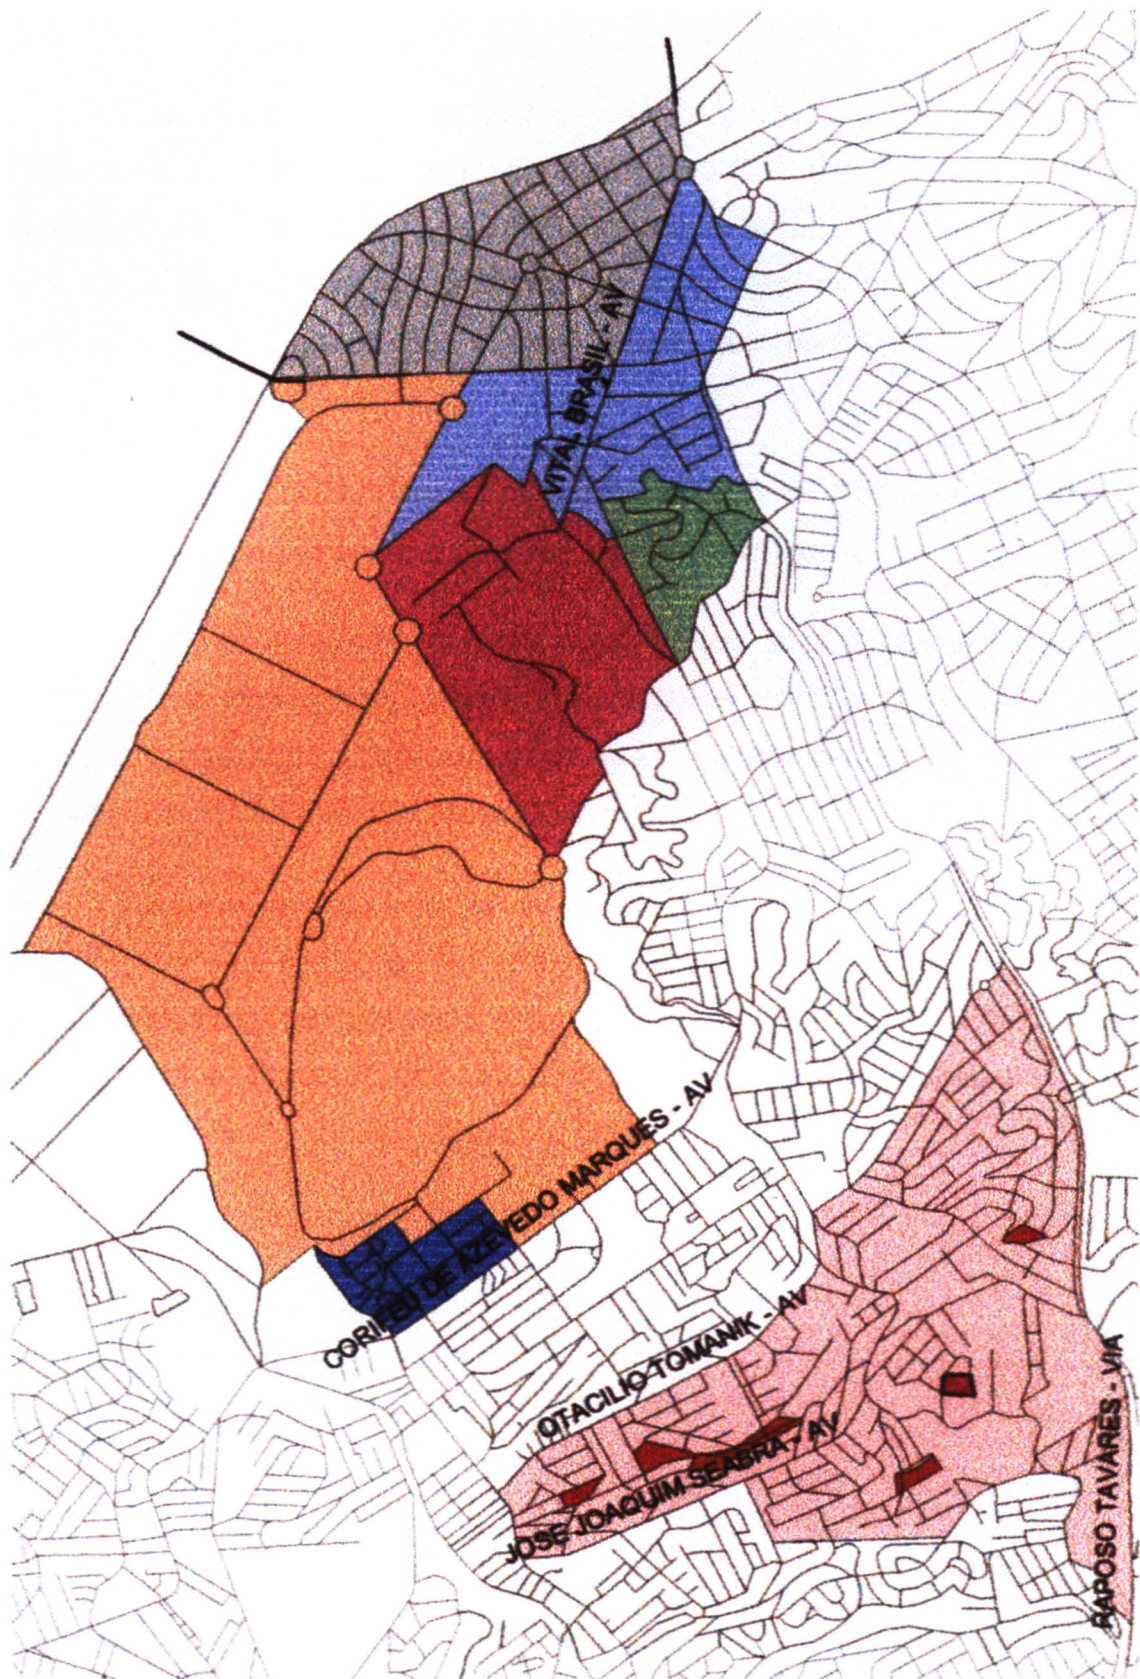 VITAL BRASIL - AV
CORIFEU DE AZEVEDO MARQUES - AV
OTACILIO TOMANIK - AV
JOSE JOAQUIM SEABRA - AV
RAPOSO TAVARES - VIA